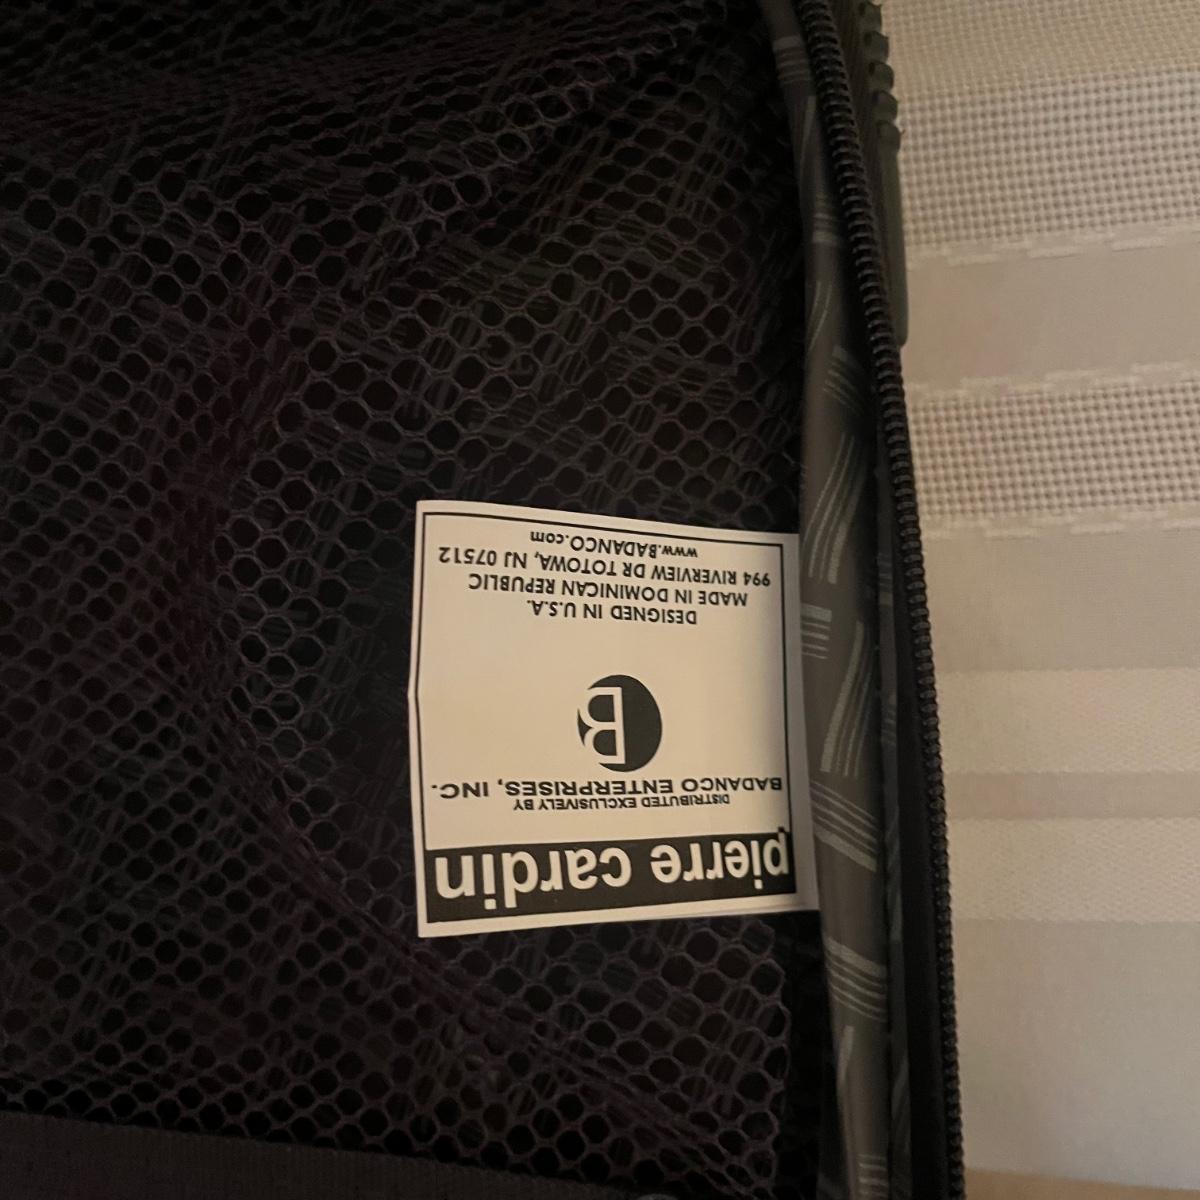 pierre cardin
DISTRIBUTED EXCLUSIVELY BY
BADANCO ENTERPRISES, INC.
B
DESIGNED IN U.S.A.
MADE IN DOMINICAN REPUBLIC
994 RIVERVIEW DR TOTOWA, NJ 07512
www.BADANCO.com